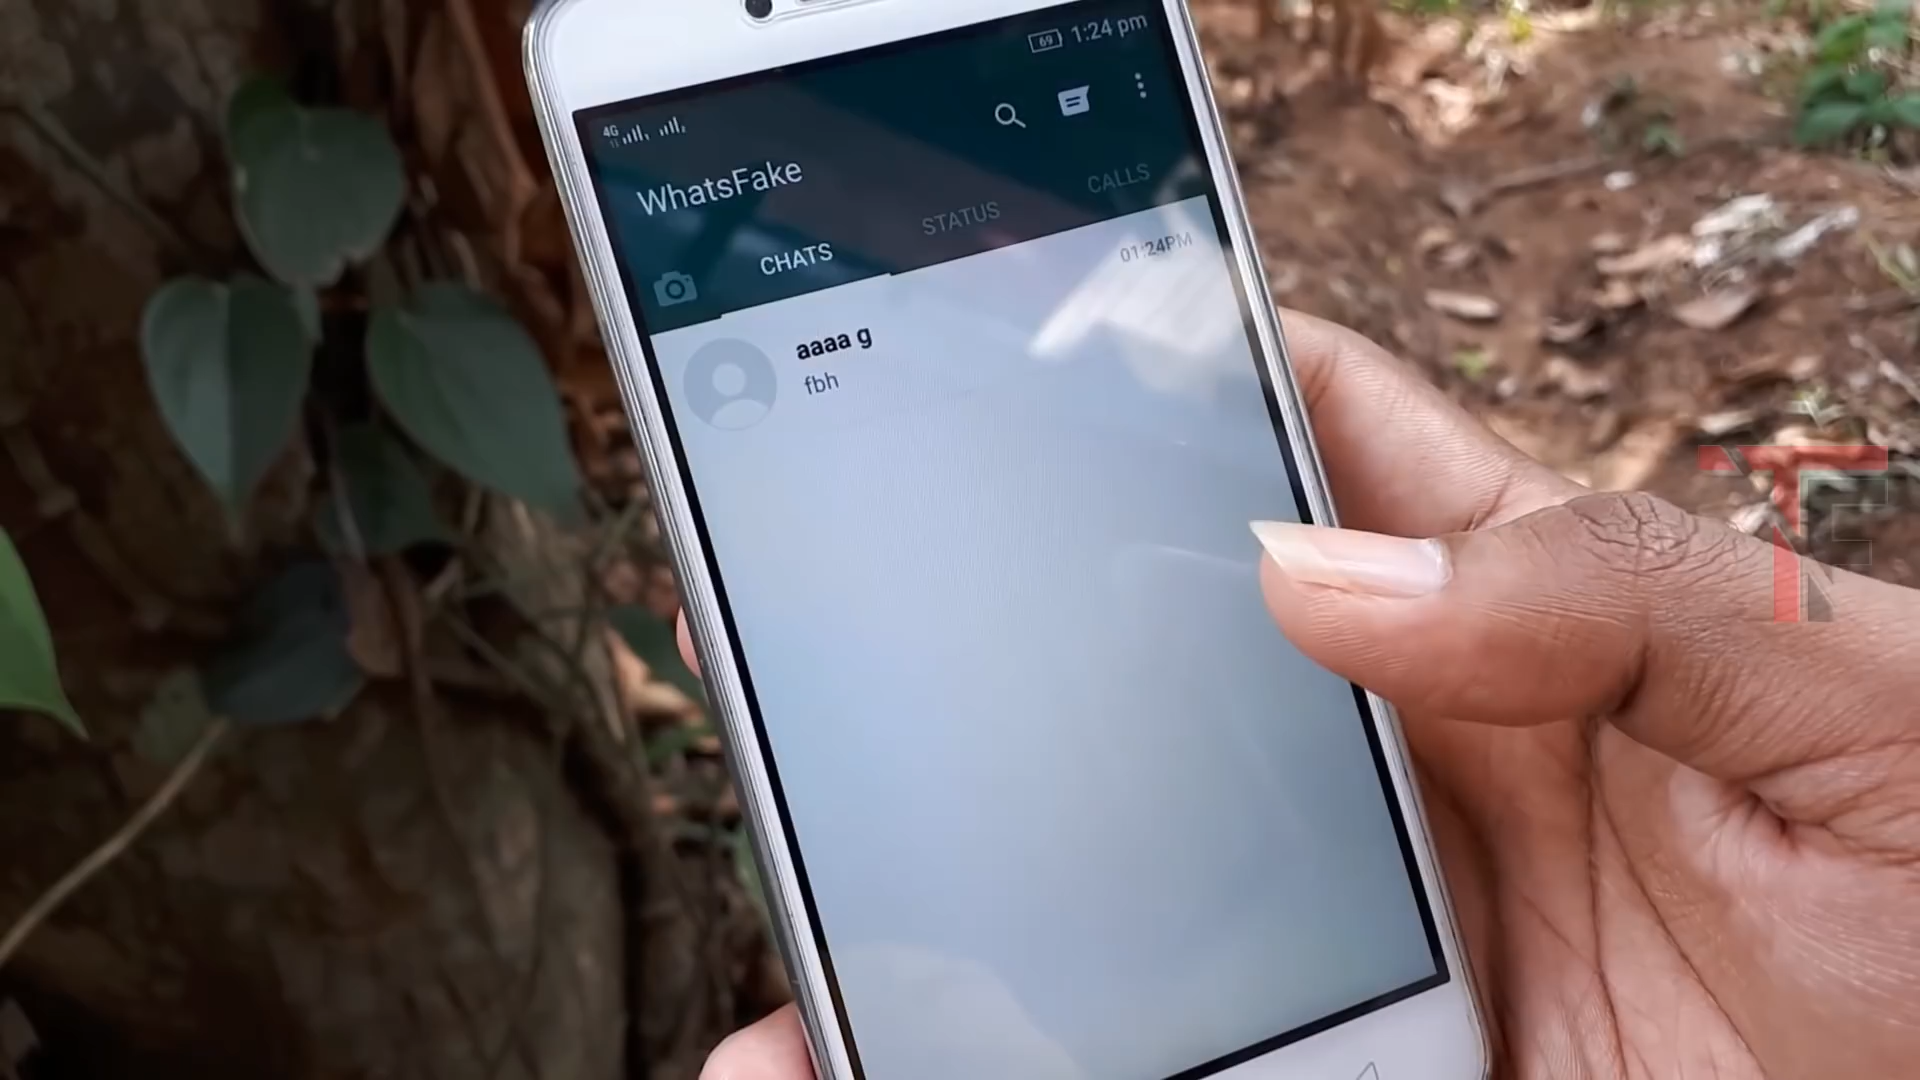 69 1:24 pm
4G
WhatsFake
CHATS STATUS CALLS
aaaa g 01:24PM
fbh